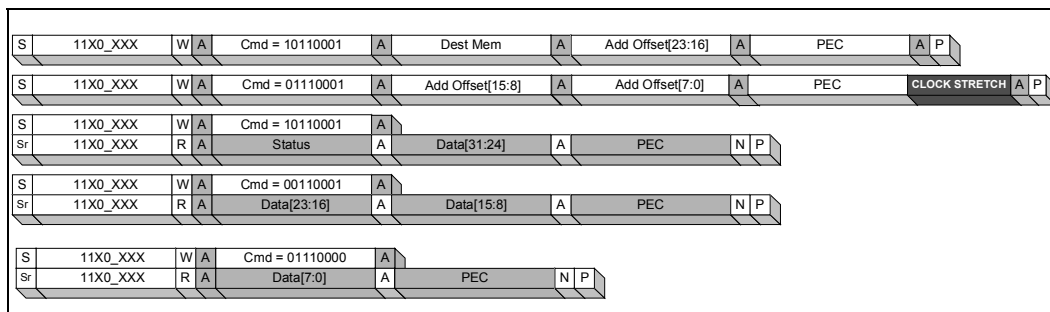 S 11X0_XXX W A Cmd = 10110001 A Dest Mem A Add Offset[23:16] A PEC A P
S 11X0_XXX W A Cmd = 01110001 A Add Offset[15:8] A Add Offset[7:0] A PEC CLOCK STRETCH A P
S 11X0_XXX W A Cmd = 10110001 A
Sr 11X0_XXX R A Status A Data[31:24] A PEC N P
S 11X0_XXX W A Cmd = 00110001 A
Sr 11X0_XXX R A Data[23:16] A Data[15:8] A PEC N P
S 11X0_XXX W A Cmd = 01110000 A
Sr 11X0_XXX R A Data[7:0] A PEC N P